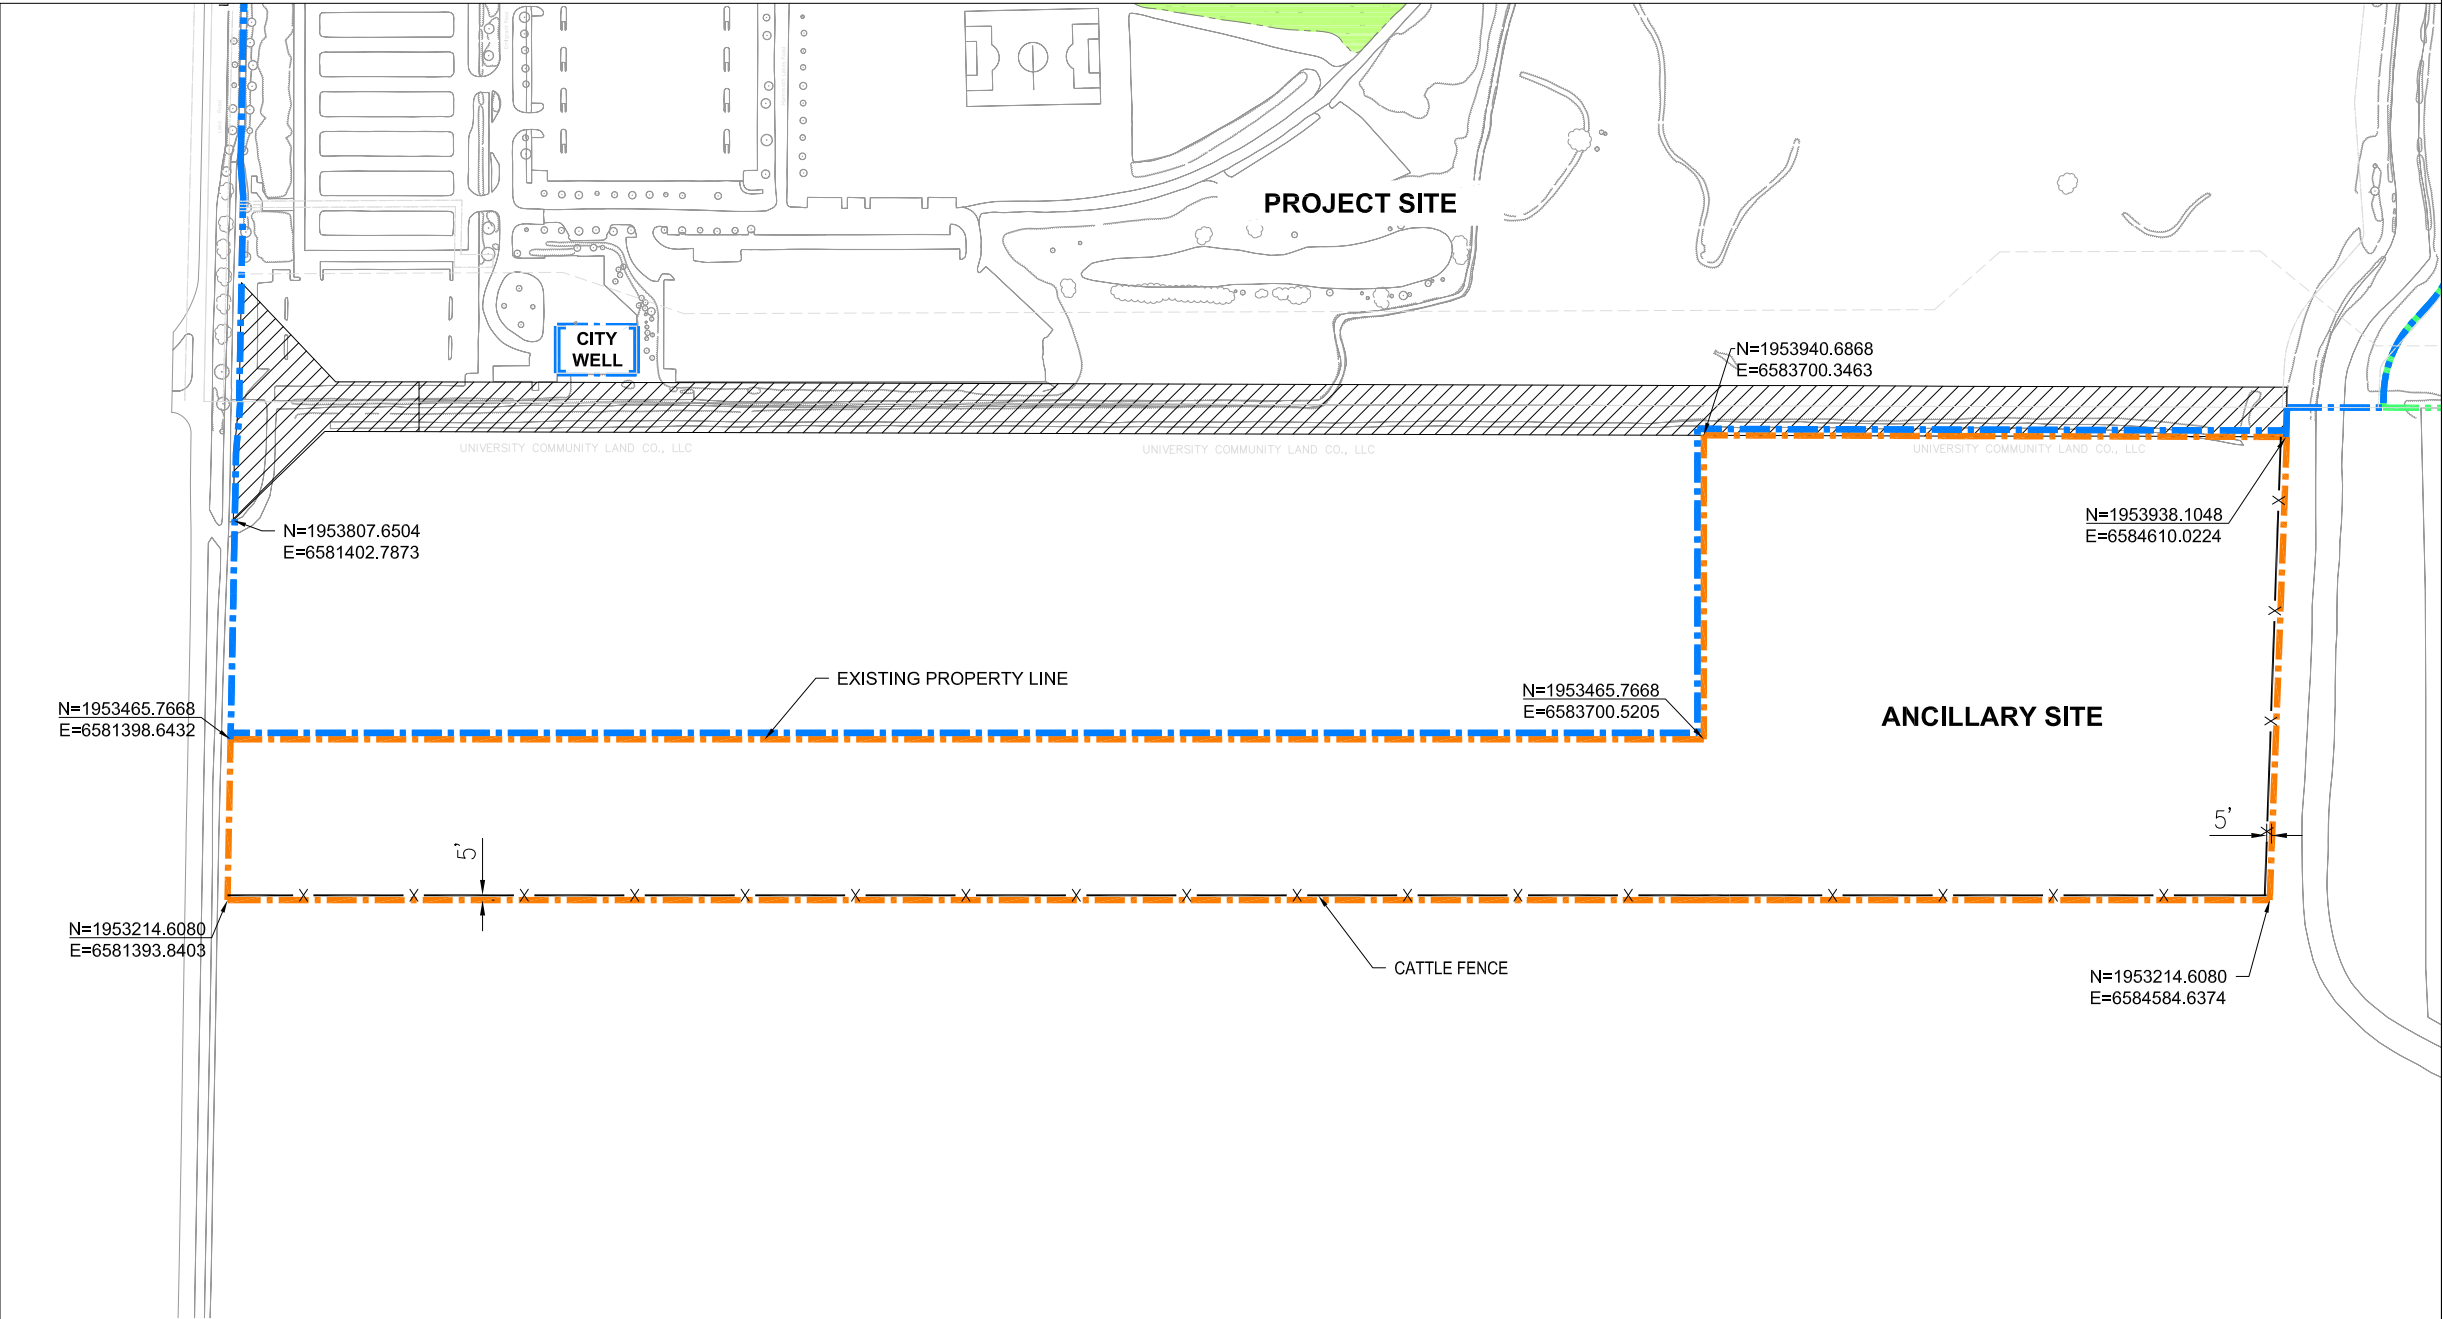 PROJECT SITE
CITY
WELL
N=1953940.6868
E=6583700.3463
UNIVERSITY COMMUNITY LAND CO., LLC
UNIVERSITY COMMUNITY LAND CO., LLC
UNIVERSITY COMMUNITY LAND CO., LLC
N=1953807.6504
E=6581402.7873
N=1953938.1048
E=6584610.0224
EXISTING PROPERTY LINE
N=1953465.7668
E=6581398.6432
N=1953465.7668
E=6583700.5205
ANCILLARY SITE
5'
5'
X X X X
X X X X X X X X X X X X X X X X X
N=1953214.6080
E=6581393.8403
CATTLE FENCE
N=1953214.6080
E=6584584.6374